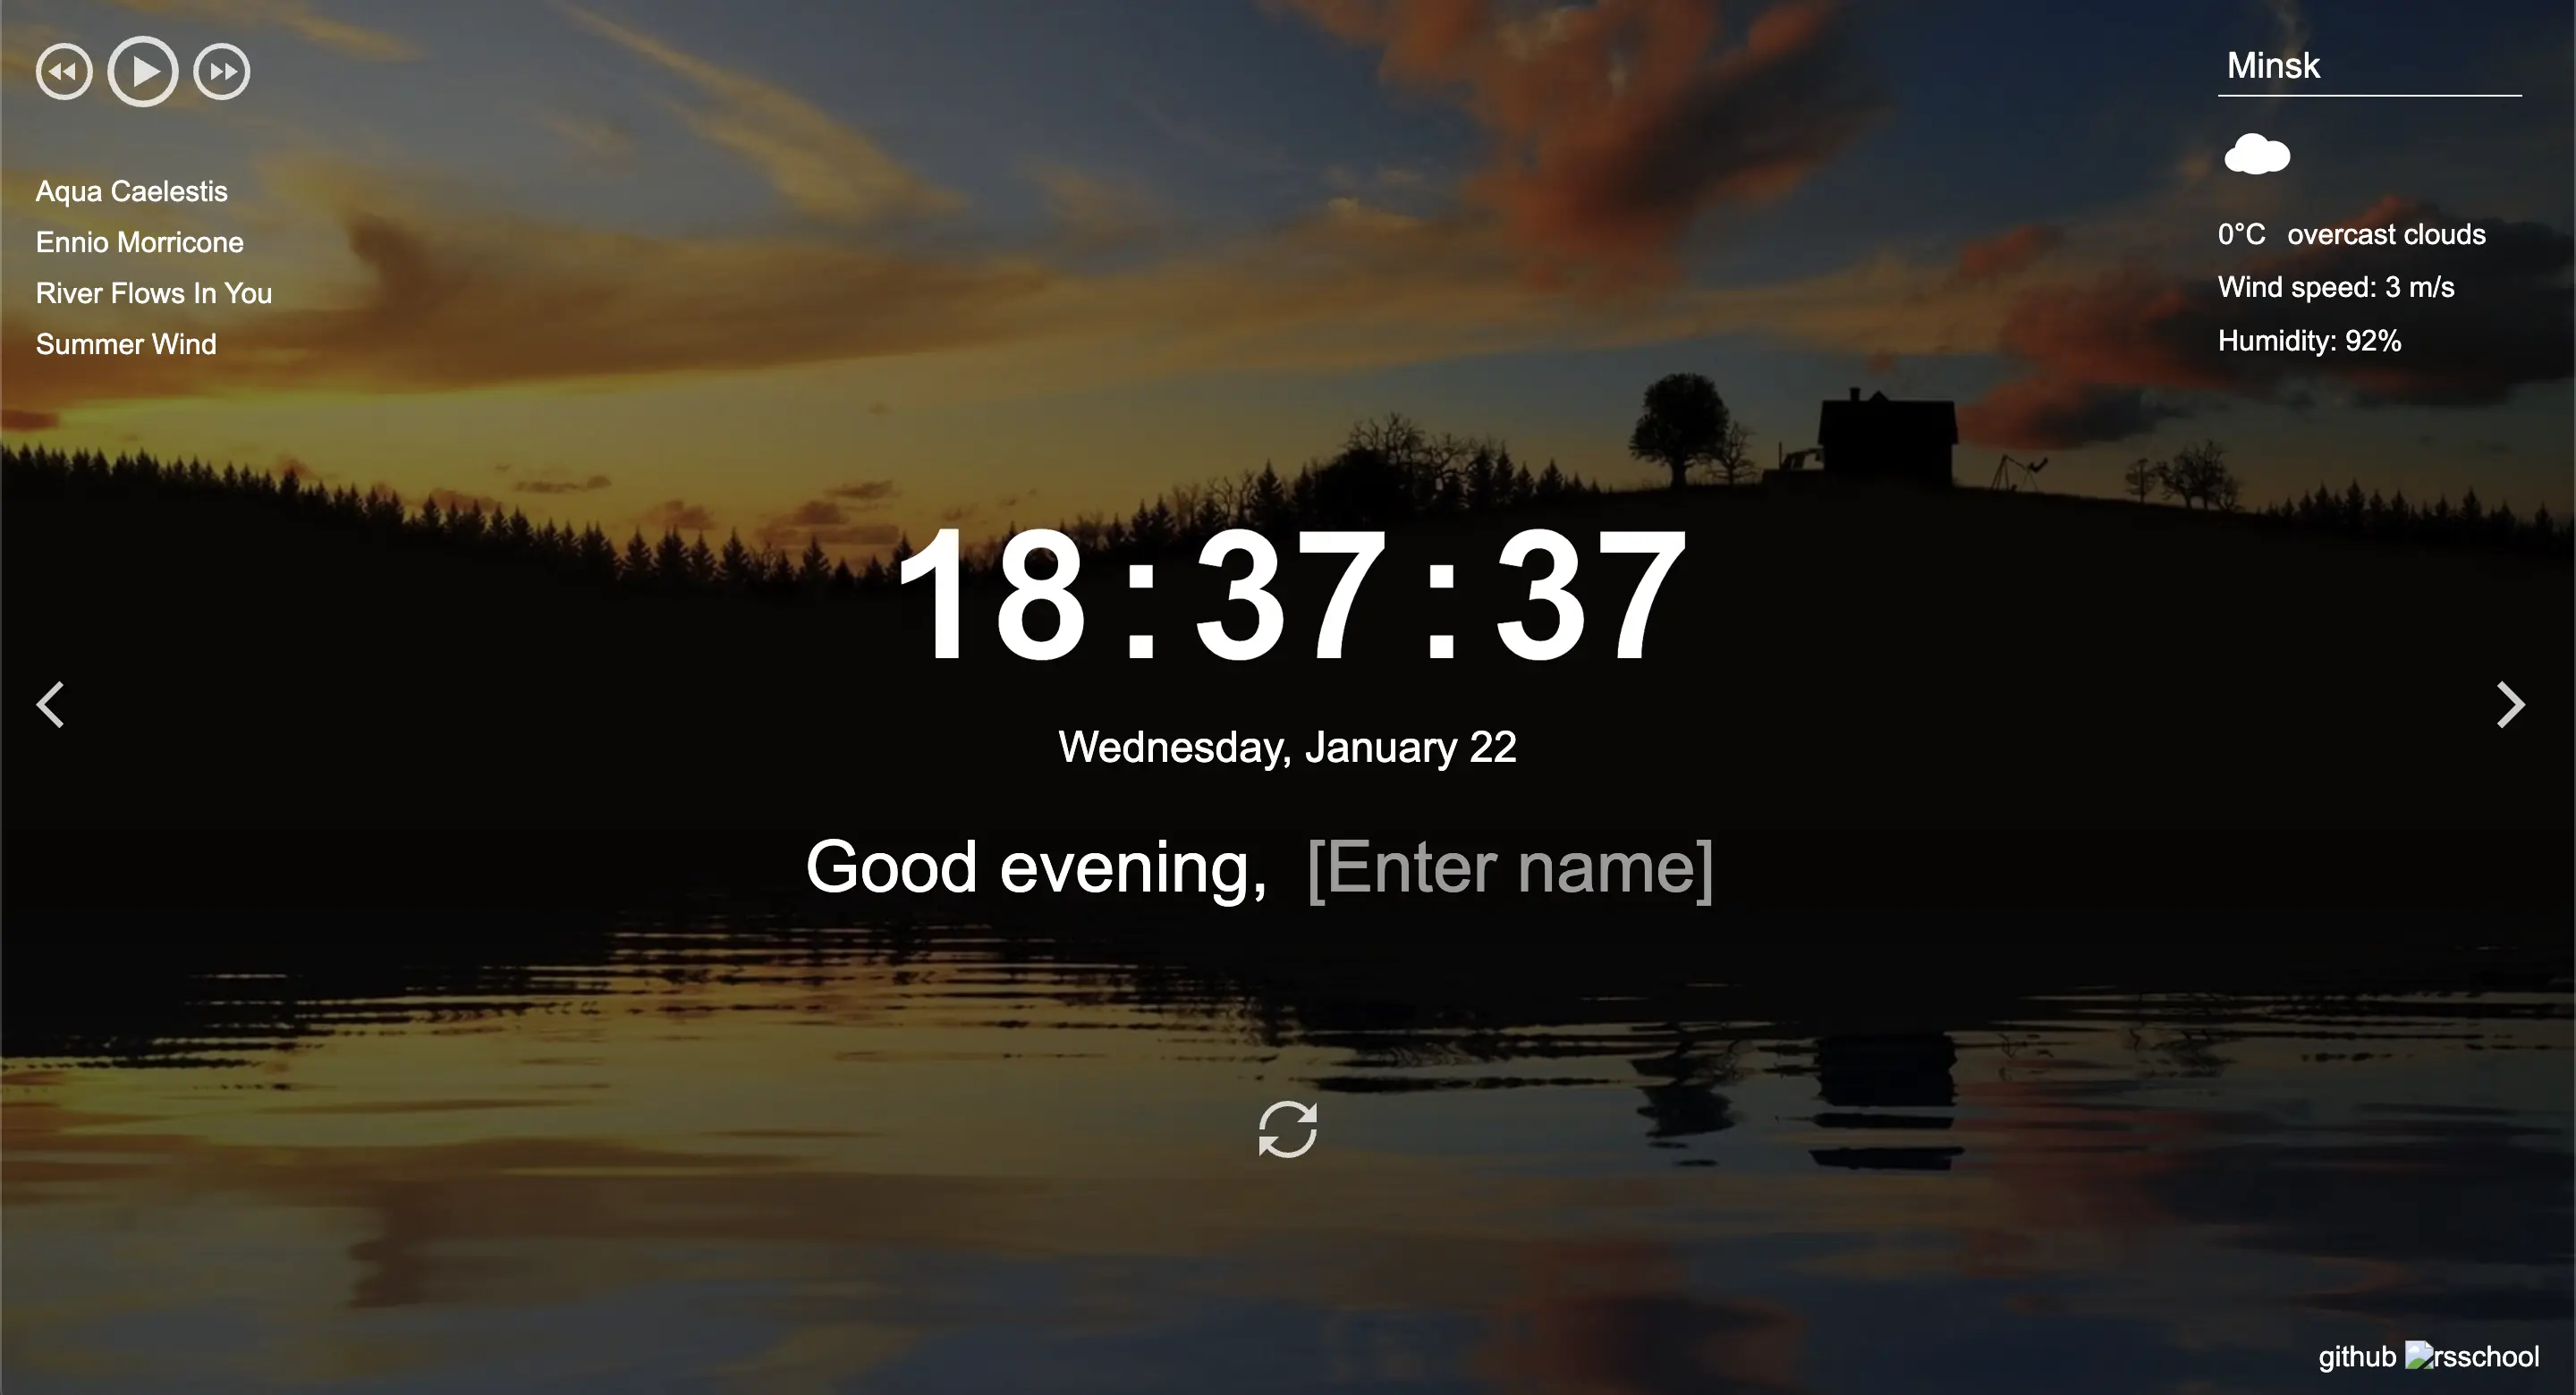 Aqua Caelestis
Ennio Morricone
River Flows In You
Summer Wind
Minsk
0°C overcast clouds
Wind speed: 3 m/s
Humidity: 92%
18:37:37
Wednesday, January 22
Good evening, [Enter name]
github rsschool